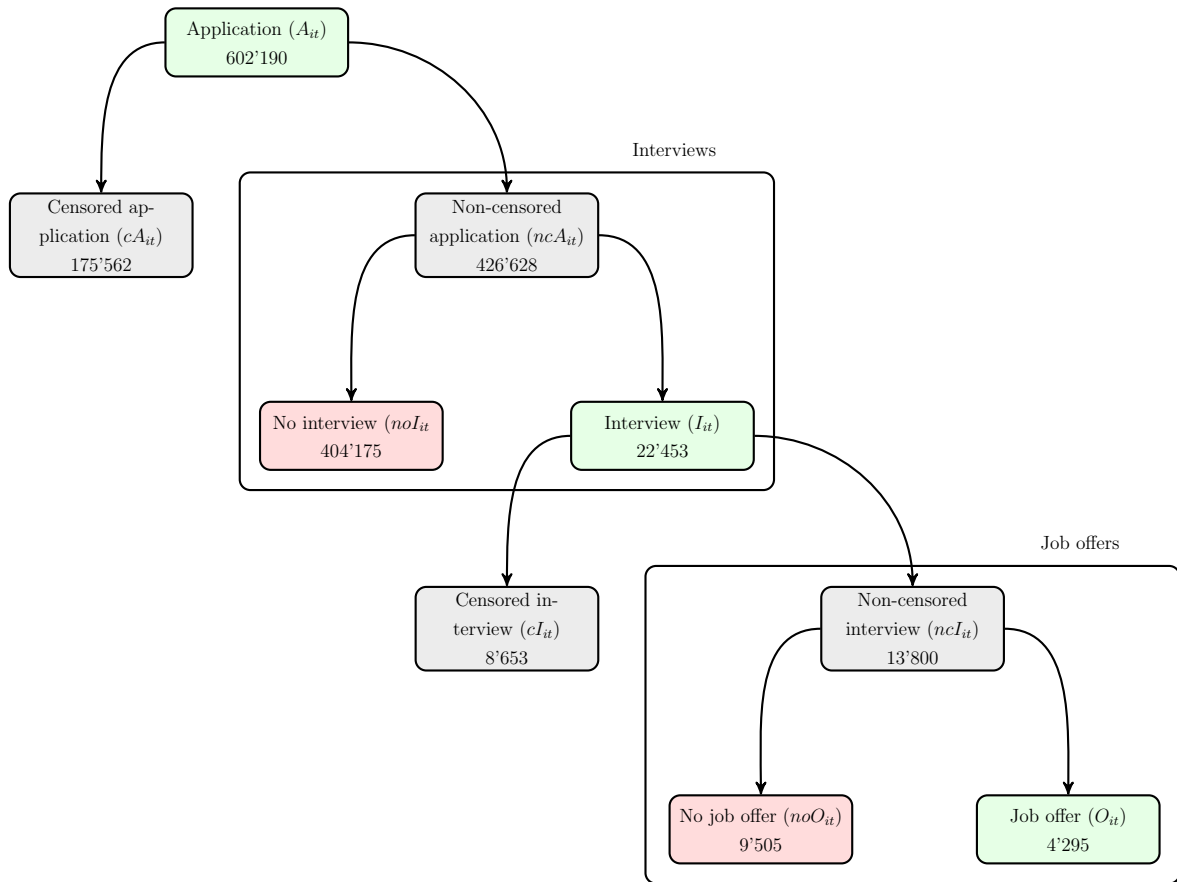 Application (A_it)
602'190
Interviews
Censored ap-
plication (cA_it)
175'562
Non-censored
application (ncA_it)
426'628
No interview (noI_it
404'175
Interview (I_it)
22'453
Job offers
Censored in-
terview (cI_it)
8'653
Non-censored
interview (ncI_it)
13'800
No job offer (noO_it)
9'505
Job offer (O_it)
4'295